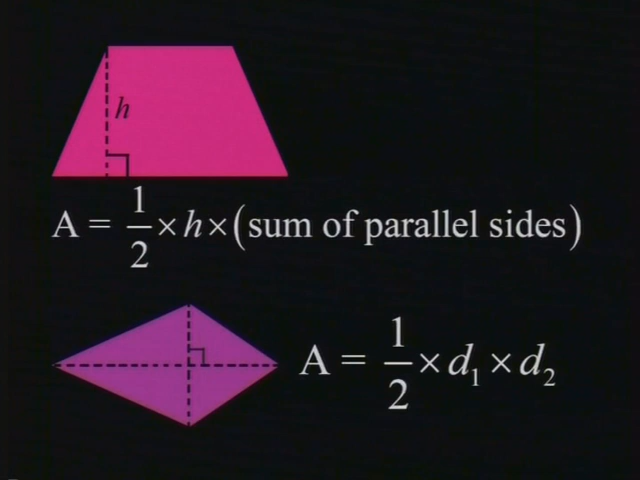 h
A = 1/2 × h × (sum of parallel sides)
A = 1/2 × d₁ × d₂